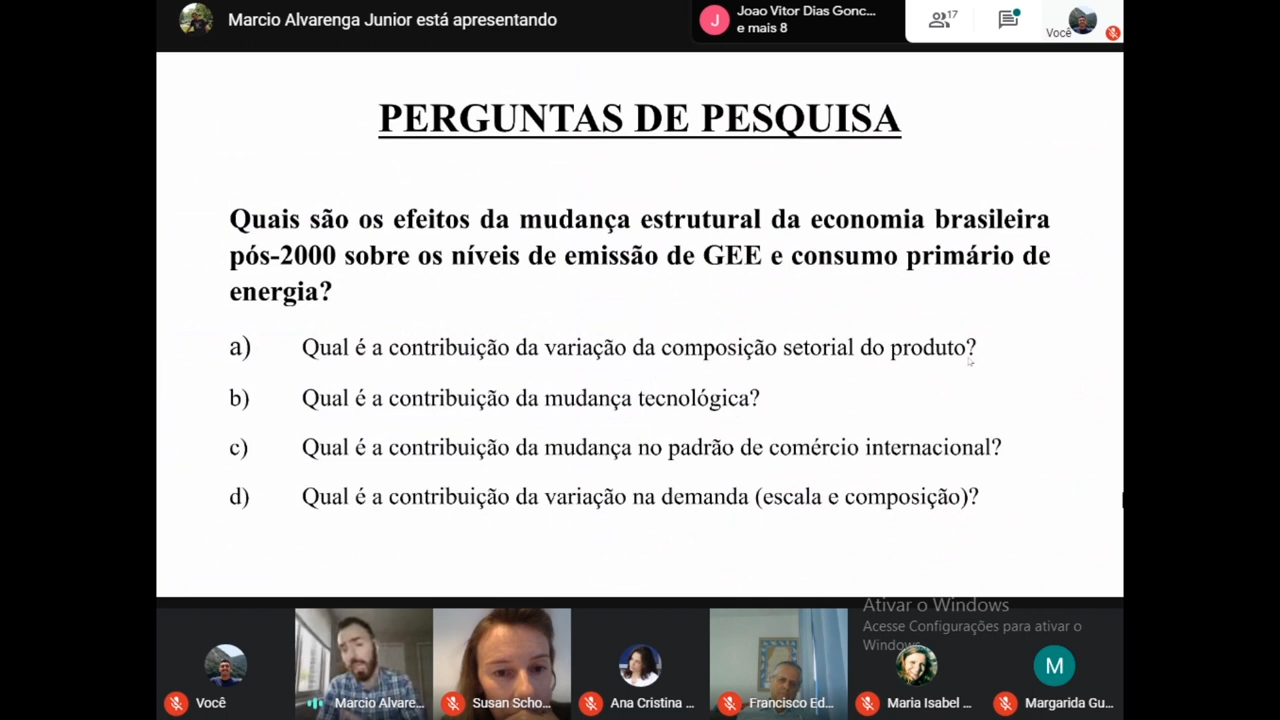 Marcio Alvarenga Junior está apresentando
J
Joao Vitor Dias Gonc...
e mais 8
17
Você
PERGUNTAS DE PESQUISA
Quais são os efeitos da mudança estrutural da economia brasileira
pós-2000 sobre os níveis de emissão de GEE e consumo primário de
energia?
a) Qual é a contribuição da variação da composição setorial do produto?
b) Qual é a contribuição da mudança tecnológica?
c) Qual é a contribuição da mudança no padrão de comércio internacional?
d) Qual é a contribuição da variação na demanda (escala e composição)?
Ativar o Windows
Acesse Configurações para ativar o
Windows.
M
Você
Marcio Alvare...
Susan Scho...
Ana Cristina ...
Francisco Ed...
Maria Isabel ...
Margarida Gu...